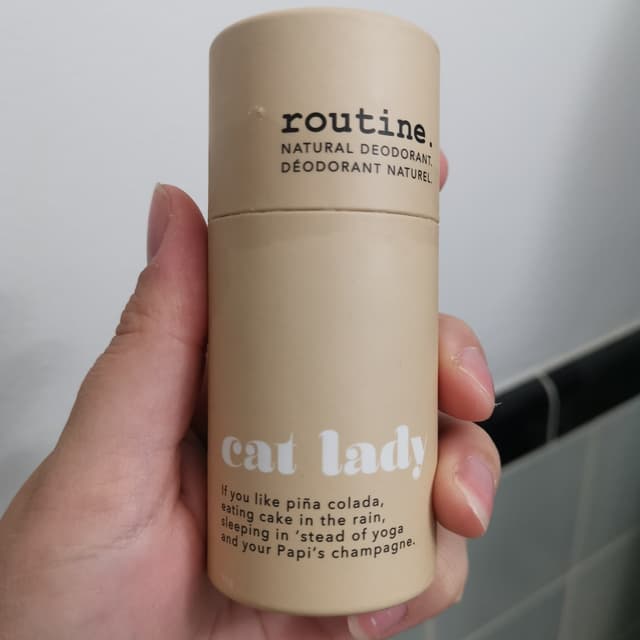 routine.
NATURAL DEODORANT.
DÉODORANT NATUREL.
cat lady
If you like piña colada,
eating cake in the rain,
sleeping in 'stead of yoga
and your Papi's champagne.